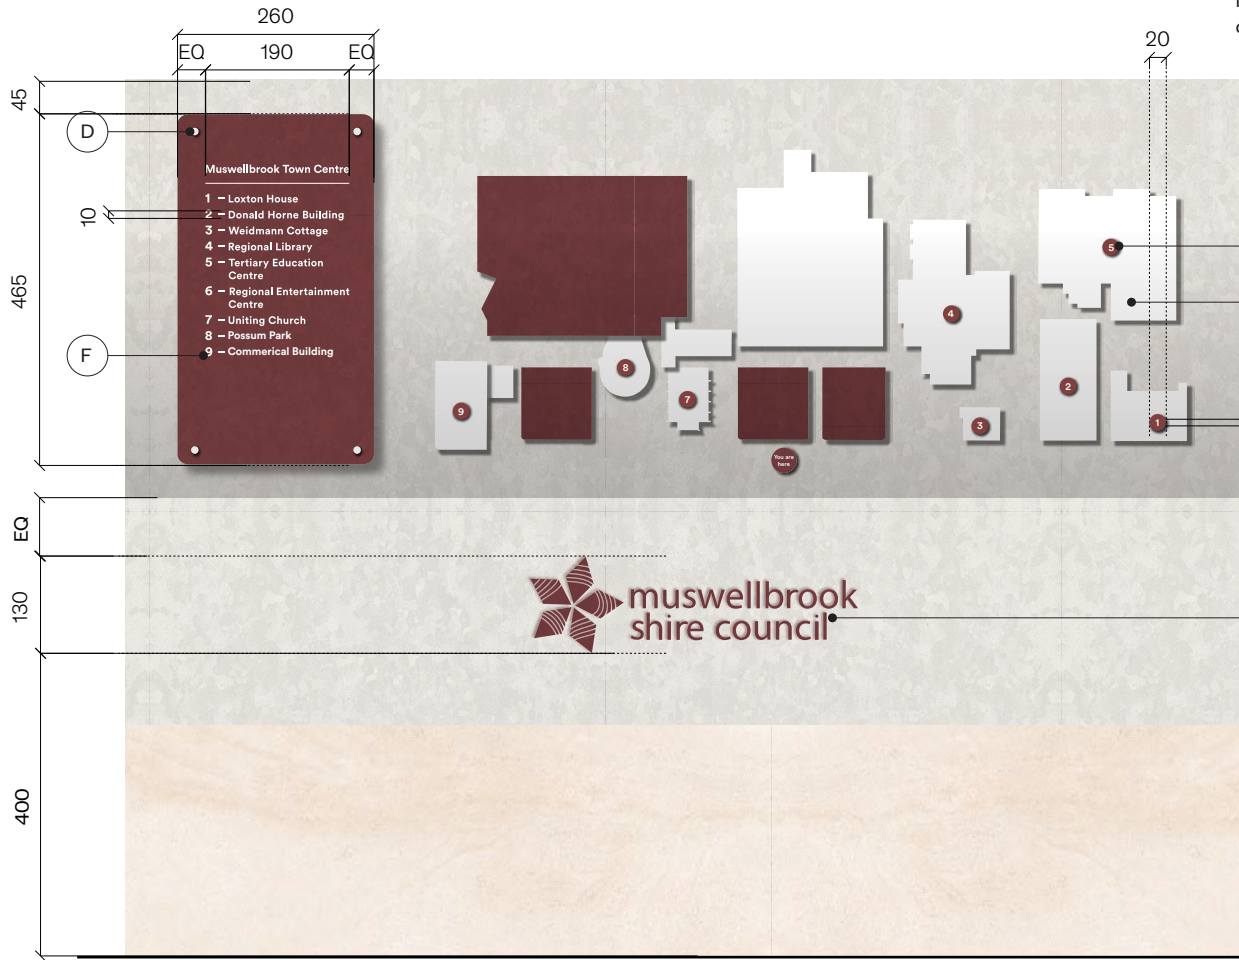 260
EQ
190
EQ
20
45
D
Muswellbrook Town Centre
1 – Loxton House
2 – Donald Horne Building
3 – Weidmann Cottage
4 – Regional Library
5 – Tertiary Education
Centre
6 – Regional Entertainment
Centre
7 – Uniting Church
8 – Possum Park
9 – Commerical Building
10
465
F
5
4
8
7
9
2
3
1
You are
here
EQ
130
muswellbrook
shire council
400